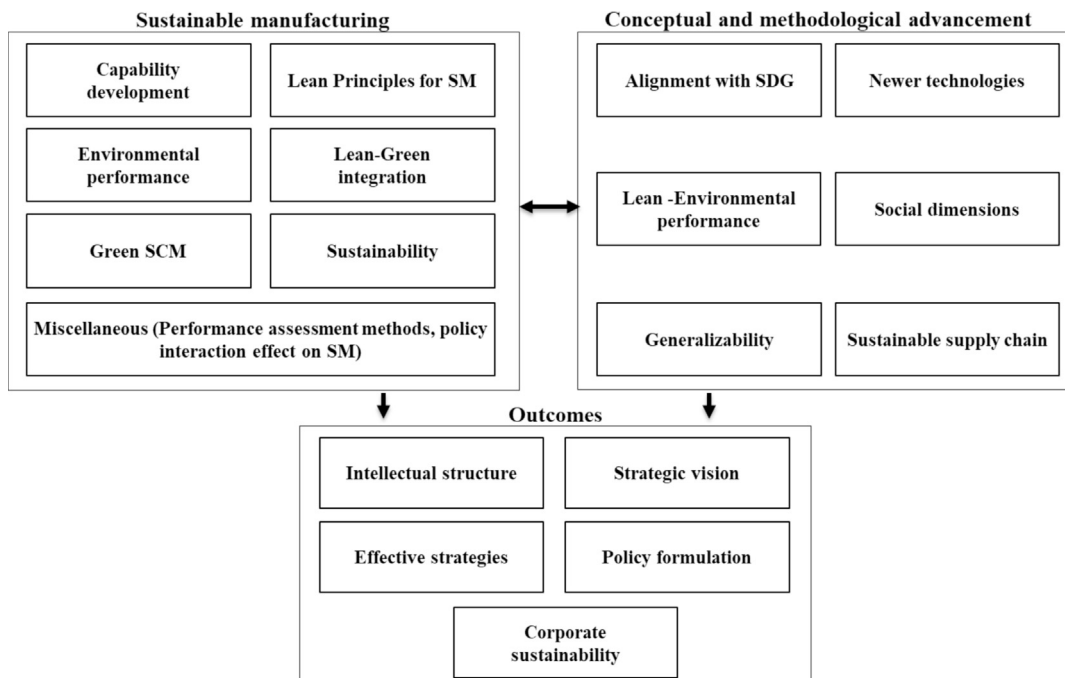 Sustainable manufacturing
Capability
development
Lean Principles for SM
Environmental
performance
Lean-Green
integration
Green SCM
Sustainability
Miscellaneous (Performance assessment methods, policy
interaction effect on SM)
Conceptual and methodological advancement
Alignment with SDG
Newer technologies
Lean -Environmental
performance
Social dimensions
Generalizability
Sustainable supply chain
Outcomes
Intellectual structure
Strategic vision
Effective strategies
Policy formulation
Corporate
sustainability